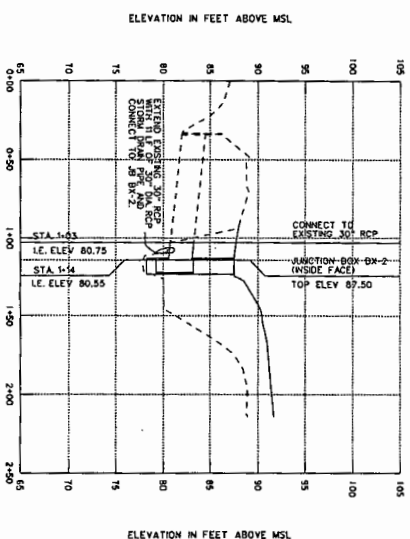 ELEVATION IN FEET ABOVE MSL
65
70
75
80
85
90
95
100
105
0+00
0+50
1+00
1+50
2+00
2+50
EXTEND EXISTING 30" RCP
WITH 11 LF OF 30" DIA RCP
STORM DRAIN PIPE AND
CONNECT TO JB BX-2.
STA. 1+03
I.E. ELEV 80.75
STA. 1+14
I.E. ELEV 80.55
CONNECT TO
EXISTING 30" RCP
JUNCTION BOX BX-2
(INSIDE FACE)
TOP ELEV 87.50
65
70
75
80
85
90
95
100
105
ELEVATION IN FEET ABOVE MSL